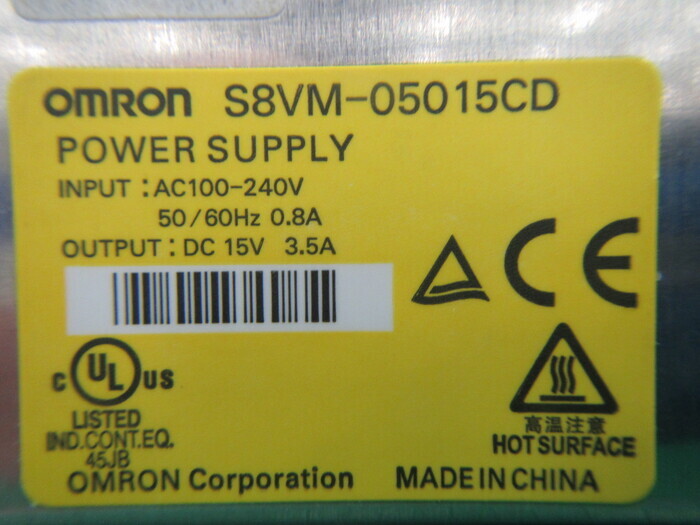 OMRON S8VM-05015CD
POWER SUPPLY
INPUT : AC100-240V
50/60Hz 0.8A
OUTPUT : DC 15V 3.5A
CE
C UL US
LISTED
IND.CONT.EQ.
45JB
高温注意
HOT SURFACE
OMRON Corporation MADE IN CHINA